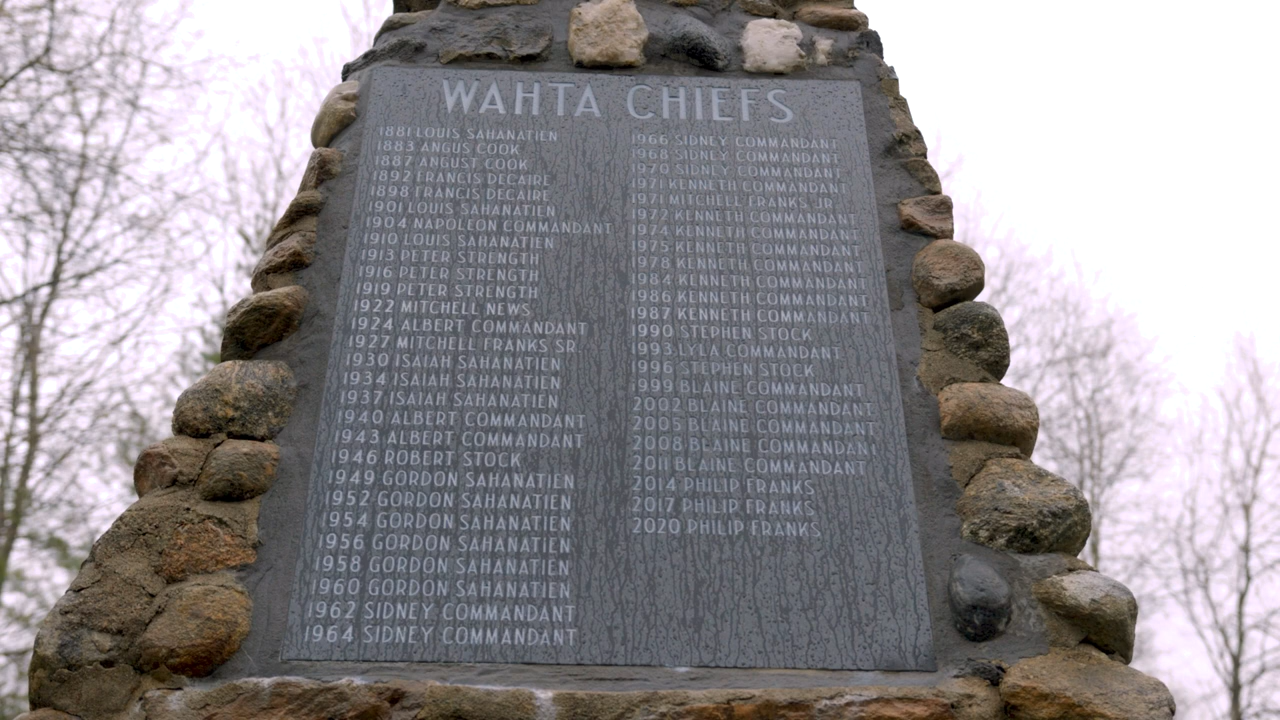 WAHTA CHIEFS
1881 LOUIS SAHANATIEN
1883 ANGUS COOK
1887 ANGUST COOK
1892 FRANCIS DECAIRE
1898 FRANCIS DECAIRE
1901 LOUIS SAHANATIEN
1904 NAPOLEON COMMANDANT
1910 LOUIS SAHANATIEN
1913 PETER STRENGTH
1916 PETER STRENGTH
1919 PETER STRENGTH
1922 MITCHELL NEWS
1924 ALBERT COMMANDANT
1927 MITCHELL FRANKS SR.
1930 ISAIAH SAHANATIEN
1934 ISAIAH SAHANATIEN
1937 ISAIAH SAHANATIEN
1940 ALBERT COMMANDANT
1943 ALBERT COMMANDANT
1946 ROBERT STOCK
1949 GORDON SAHANATIEN
1952 GORDON SAHANATIEN
1954 GORDON SAHANATIEN
1956 GORDON SAHANATIEN
1958 GORDON SAHANATIEN
1960 GORDON SAHANATIEN
1962 SIDNEY COMMANDANT
1964 SIDNEY COMMANDANT
1966 SIDNEY COMMANDANT
1968 SIDNEY COMMANDANT
1970 SIDNEY COMMANDANT
1971 KENNETH COMMANDANT
1971 MITCHELL FRANKS JR.
1972 KENNETH COMMANDANT
1974 KENNETH COMMANDANT
1975 KENNETH COMMANDANT
1978 KENNETH COMMANDANT
1984 KENNETH COMMANDANT
1986 KENNETH COMMANDANT
1987 KENNETH COMMANDANT
1990 STEPHEN STOCK
1993 LYLA COMMANDANT
1996 STEPHEN STOCK
1999 BLAINE COMMANDANT
2002 BLAINE COMMANDANT
2005 BLAINE COMMANDANT
2008 BLAINE COMMANDANT
2011 BLAINE COMMANDANT
2014 PHILIP FRANKS
2017 PHILIP FRANKS
2020 PHILIP FRANKS